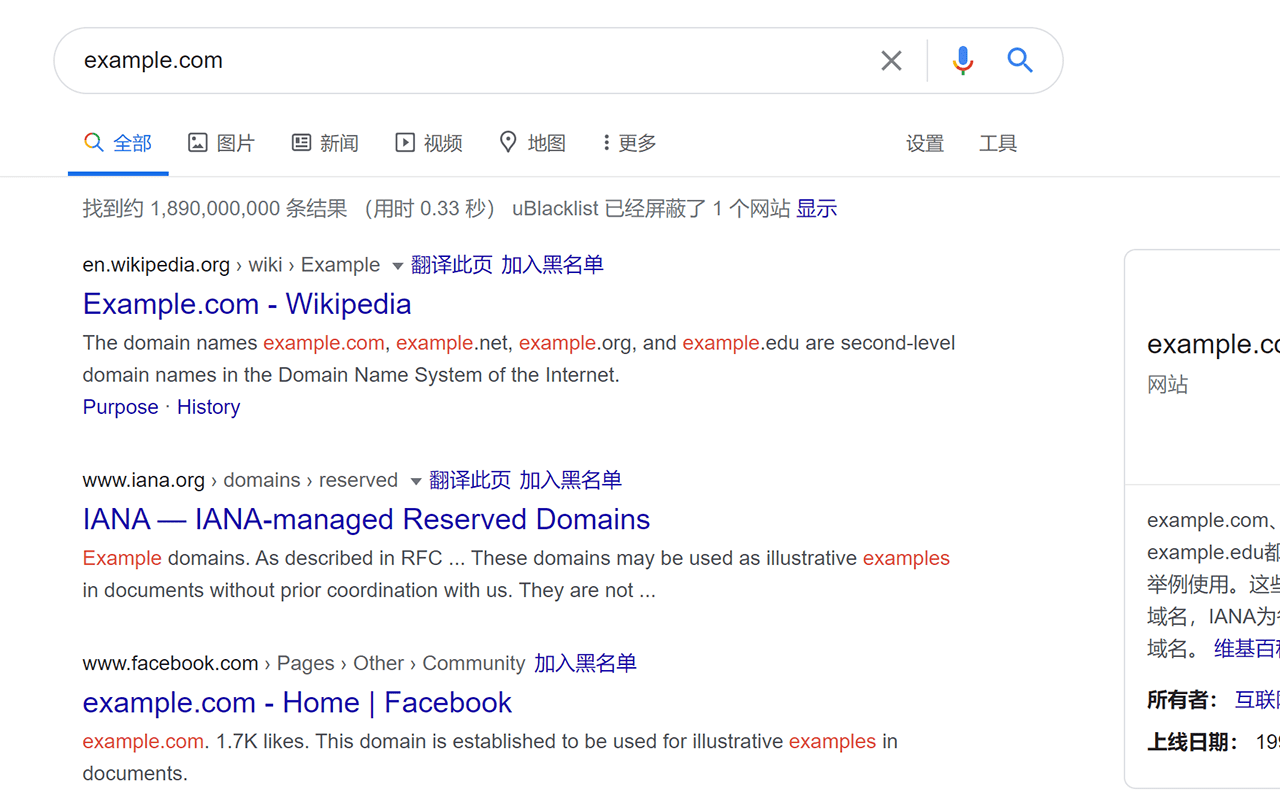 example.com
全部 图片 新闻 视频 地图 更多 设置 工具
找到约 1,890,000,000 条结果 （用时 0.33 秒） uBlacklist 已经屏蔽了 1 个网站 显示
en.wikipedia.org › wiki › Example 翻译此页 加入黑名单
Example.com - Wikipedia
The domain names example.com, example.net, example.org, and example.edu are second-level
domain names in the Domain Name System of the Internet.
Purpose · History
www.iana.org › domains › reserved 翻译此页 加入黑名单
IANA — IANA-managed Reserved Domains
Example domains. As described in RFC ... These domains may be used as illustrative examples
in documents without prior coordination with us. They are not ...
www.facebook.com › Pages › Other › Community 加入黑名单
example.com - Home | Facebook
example.com. 1.7K likes. This domain is established to be used for illustrative examples in
documents.
example.co
网站
example.com、
example.edu都
举例使用。这些
域名，IANA为
域名。 维基百科
所有者： 互联
上线日期： 199